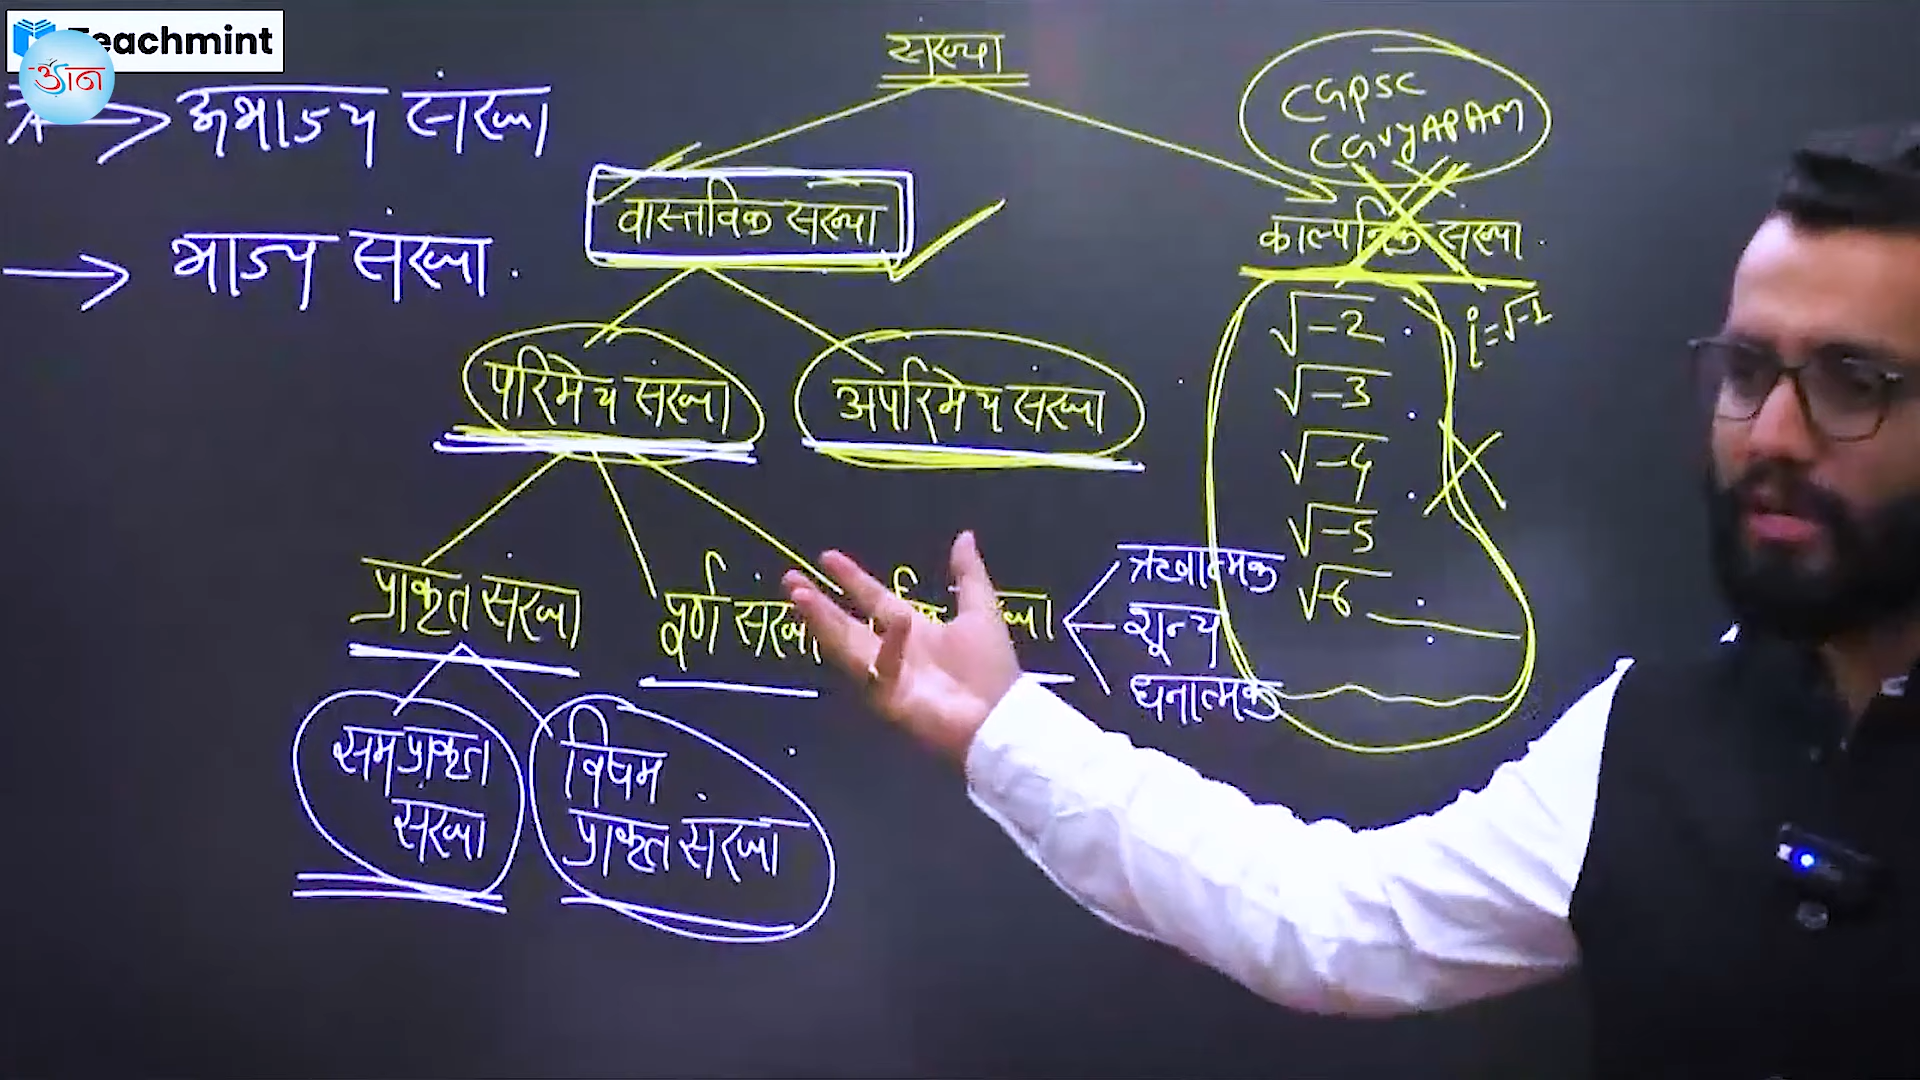 Teachmint
ज्ञान
संख्या
CGPSC
CGVYAPAM
अभाज्य संख्या
भाज्य संख्या
वास्तविक संख्या
काल्पनिक संख्या
i=√-1
√-2
√-3
√-4
√-5
√-6
परिमेय संख्या
अपरिमेय संख्या
प्राकृत संख्या
पूर्ण संख्या
ऋणात्मक
शून्य
धनात्मक
सम प्राकृत
संख्या
विषम
प्राकृत संख्या